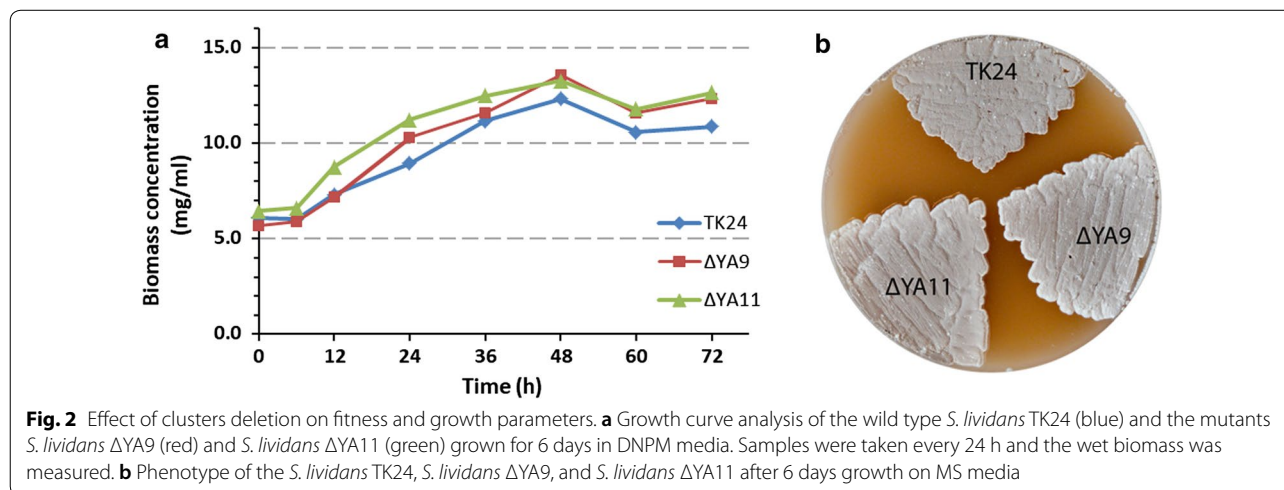 a
15.0
10.0
5.0
0.0
Biomass concentration
(mg/ml)
0 12 24 36 48 60 72
Time (h)
TK24
ΔYA9
ΔYA11
b
TK24
ΔYA9
ΔYA11
Fig. 2 Effect of clusters deletion on fitness and growth parameters. a Growth curve analysis of the wild type S. lividans TK24 (blue) and the mutants
S. lividans ΔYA9 (red) and S. lividans ΔYA11 (green) grown for 6 days in DNPM media. Samples were taken every 24 h and the wet biomass was
measured. b Phenotype of the S. lividans TK24, S. lividans ΔYA9, and S. lividans ΔYA11 after 6 days growth on MS media